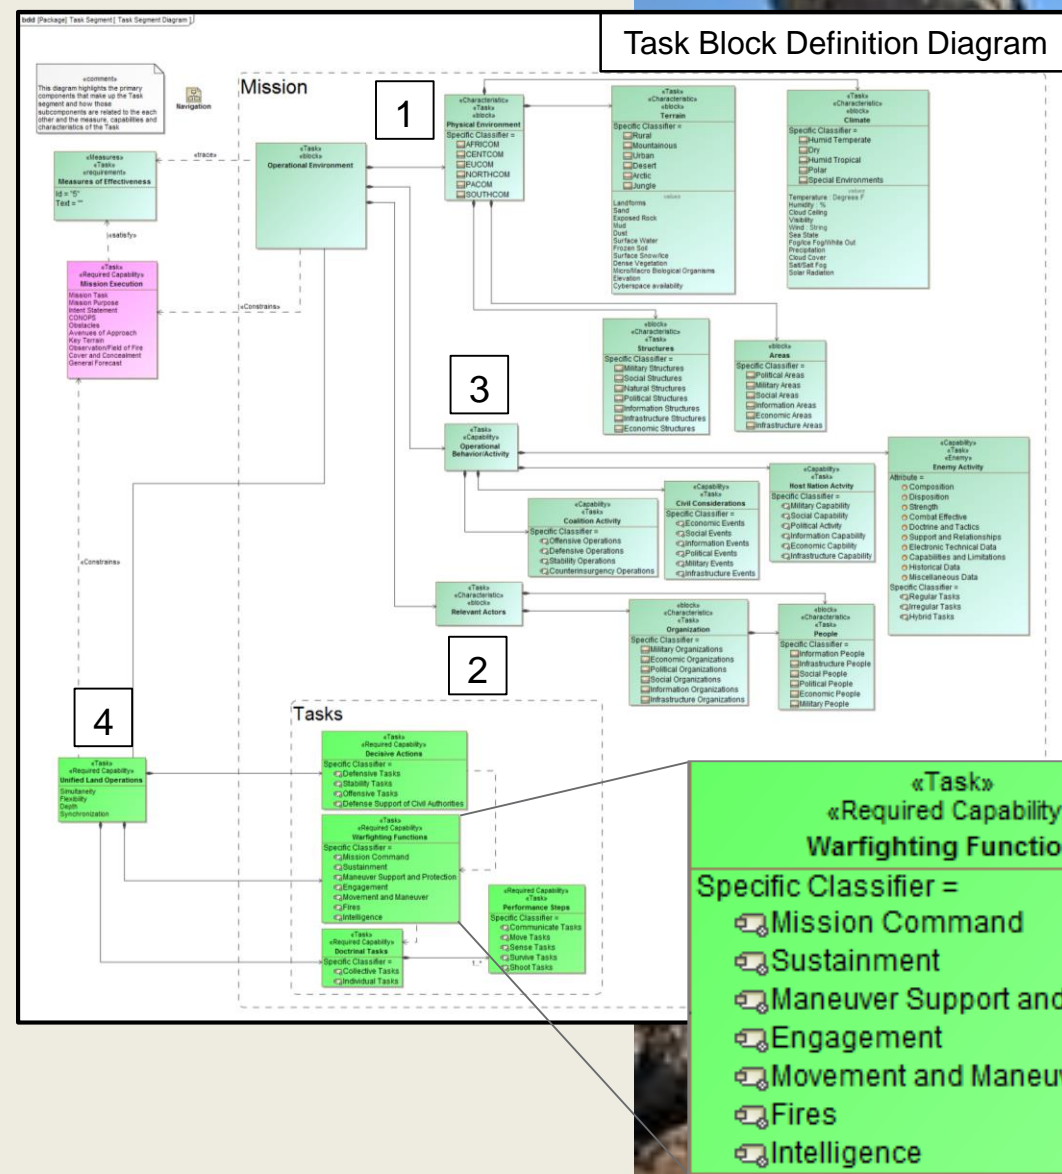 bdd [Package] Task Segment [ Task Segment Diagram ]
Task Block Definition Diagram
«comment»
This diagram highlights the primary
components that make up the Task
segment and how those
subcomponents are related to the each
other and the measure, capabilities and
characteristics of the Task
Navigation
Mission
1
«Measures»
«Task»
«requirement»
Measures of Effectiveness
Id = "5"
Text = ""
«trace»
«satisfy»
«Task»
«block»
Operational Environment
«Task»
«Required Capability»
Mission Execution
Mission Task
Mission Purpose
Intent Statement
CONOPS
Obstacles
Avenues of Approach
Key Terrain
Observation/Field of Fire
Cover and Concealment
General Forecast
«Constrains»
«Constrains»
«Characteristic»
«Task»
«block»
Physical Environment
Specific Classifier =
AFRICOM
CENTCOM
EUCOM
NORTHCOM
PACOM
SOUTHCOM
«Task»
«Characteristic»
«block»
Terrain
Specific Classifier =
Rural
Mountainous
Urban
Desert
Arctic
Jungle
values
Landforms
Sand
Exposed Rock
Mud
Dust
Surface Water
Frozen Soil
Surface Snow/Ice
Dense Vegetation
Micro/Macro Biological Organisms
Elevation
Cyberspace availability
«Task»
«Characteristic»
«block»
Climate
Specific Classifier =
Humid Temperate
Dry
Humid Tropical
Polar
Special Environments
values
Temperature : Degrees F
Humidity : %
Cloud Ceiling
Visibility
Wind : String
Sea State
Fog/Ice Fog/White Out
Precipitation
Cloud Cover
Salt/Salt Fog
Solar Radiation
«block»
«Characteristic»
«Task»
Structures
Specific Classifier =
Military Structures
Social Structures
Natural Structures
Political Structures
Information Structures
Infrastructure Structures
Economic Structures
«block»
Areas
Specific Classifier =
Political Areas
Military Areas
Social Areas
Information Areas
Economic Areas
Infrastructure Areas
3
«Task»
«Capability»
Operational
Behavior/Activity
«Capability»
«Task»
Coalition Activity
Specific Classifier =
Offensive Operations
Defensive Operations
Stability Operations
Counterinsurgency Operations
«Capability»
«Task»
Civil Considerations
Specific Classifier =
Economic Events
Social Events
Information Events
Political Events
Military Events
Infrastructure Events
«Capability»
«Task»
Host Nation Activity
Specific Classifier =
Military Capability
Social Capability
Political Activity
Information Capability
Economic Capbility
Infrastructure Capability
«Capability»
«Task»
«Enemy»
Enemy Activity
Attribute =
Composition
Disposition
Strength
Combat Effective
Doctrine and Tactics
Support and Relationships
Electronic Technical Data
Capabilities and Limitations
Historical Data
Miscellaneous Data
Specific Classifier =
Regular Tasks
Irregular Tasks
Hybrid Tasks
«Task»
«Characteristic»
«block»
Relevant Actors
2
«block»
«Characteristic»
«Task»
Organization
Specific Classifier =
Military Organizations
Economic Organizations
Political Organizations
Social Organizations
Information Organizations
Infrastructure Organizations
«block»
«Characteristic»
«Task»
People
Specific Classifier =
Information People
Infrastructure People
Social People
Political People
Economic People
Military People
4
«Task»
«Required Capability»
Unified Land Operations
Simultaneity
Flexibility
Depth
Synchronization
Tasks
«Task»
«Required Capability»
Decisive Actions
Specific Classifier =
Defensive Tasks
Stability Tasks
Offensive Tasks
Defense Support of Civil Authorities
«Task»
«Required Capability»
Warfighting Functions
Specific Classifier =
Mission Command
Sustainment
Maneuver Support and Protection
Engagement
Movement and Maneuver
Fires
Intelligence
«Task»
«Required Capability»
Doctrinal Tasks
Specific Classifier =
Collective Tasks
Individual Tasks
1..*
«Required Capability»
«Task»
Performance Steps
Specific Classifier =
Communicate Tasks
Move Tasks
Sense Tasks
Survive Tasks
Shoot Tasks
«Task»
«Required Capability
Warfighting Functio
Specific Classifier =
Mission Command
Sustainment
Maneuver Support and
Engagement
Movement and Maneuv
Fires
Intelligence